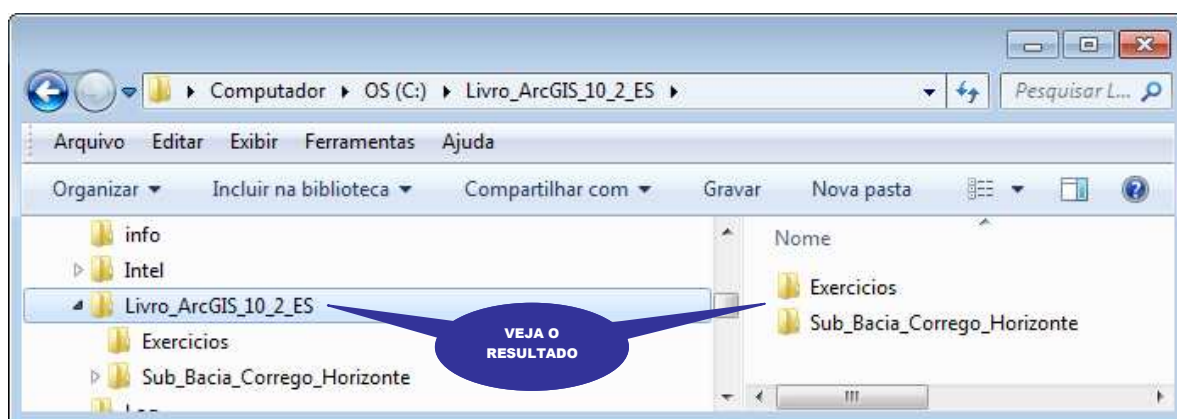 Computador OS (C:) Livro_ArcGIS_10_2_ES
Pesquisar L...
Arquivo Editar Exibir Ferramentas Ajuda
Organizar Incluir na biblioteca Compartilhar com Gravar Nova pasta
info
Intel
Livro_ArcGIS_10_2_ES
Exercicios
Sub_Bacia_Corrego_Horizonte
VEJA O
RESULTADO
Nome
Exercicios
Sub_Bacia_Corrego_Horizonte